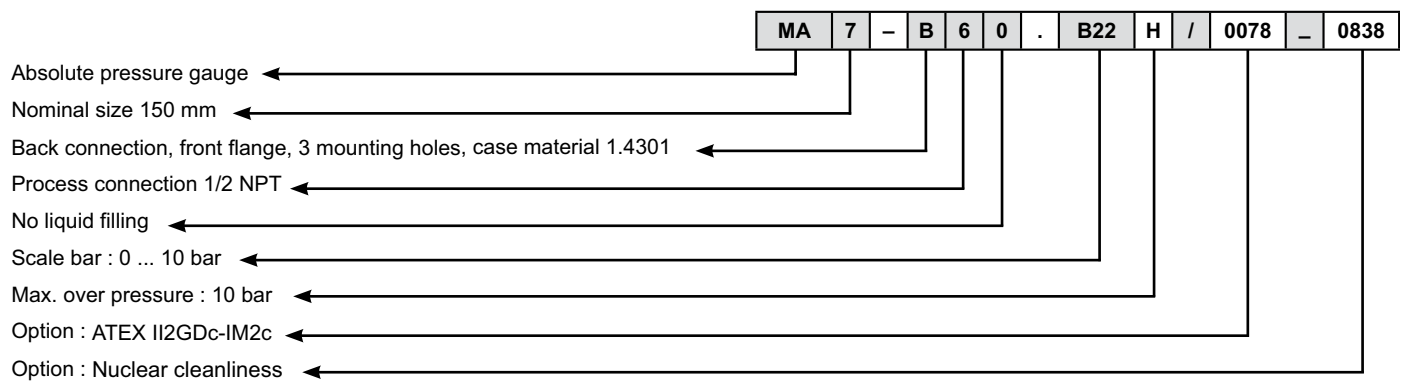 MA 7 – B 6 0 . B22 H / 0078 _ 0838
Absolute pressure gauge
Nominal size 150 mm
Back connection, front flange, 3 mounting holes, case material 1.4301
Process connection 1/2 NPT
No liquid filling
Scale bar : 0 ... 10 bar
Max. over pressure : 10 bar
Option : ATEX II2GDc-IM2c
Option : Nuclear cleanliness